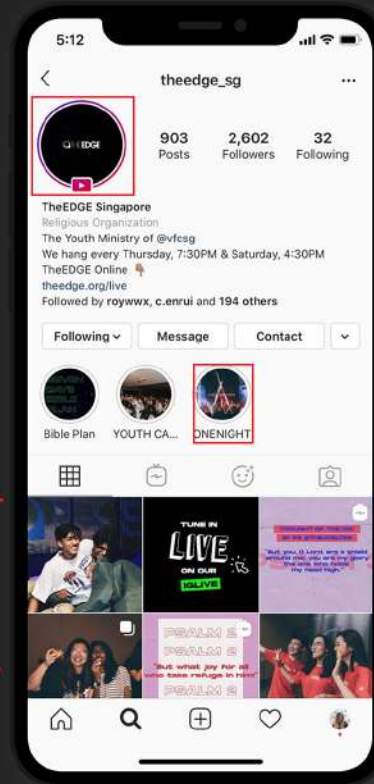 5:12
theedge_sg
EDGE
903 2,602 32
Posts Followers Following
TheEDGE Singapore
Religious Organization
The Youth Ministry of @vfcsg
We hang every Thursday, 7:30PM & Saturday, 4:30PM
TheEDGE Online
theedge.org/live
Followed by roywwx, c.enrui and 194 others
Following Message Contact
Bible Plan YOUTH CA... ONENIGHT
TUNE IN
LIVE
ON OUR
IGLIVE
"But you, O Lord are a shield
around me; you are my glory
the one who holds
my head high."
PSALM 2
PSALM 2
"But what joy for all
who take refuge in him"
PSALM 2